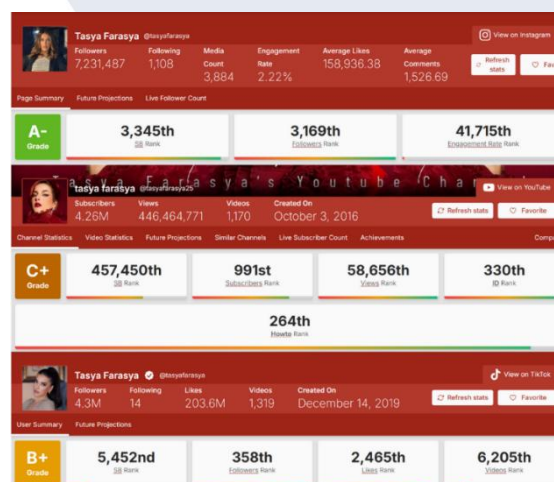 Tasya Farasya @tasyafarasya
View on Instagram
Followers Following Media Count Engagement Rate Average Likes Average Comments
7,231,487 1,108 3,884 2.22% 158,936.38 1,526.69
Refresh stats Fav
Page Summary Future Projections Live Follower Count
A- Grade
3,345th 3,169th 41,715th
SB Rank Followers Rank Engagement Rate Rank
Tasya Farasya's Youtube Cha
tasya farasya @tasyafarasya25
View on YouTube
Subscribers Views Videos Created On
4.26M 446,464,771 1,170 October 3, 2016
Refresh stats Favorite
Channel Statistics Video Statistics Future Projections Similar Channels Live Subscriber Count Achievements Compa
C+ Grade
457,450th 991st 58,656th 330th
SB Rank Subscribers Rank Views Rank ID Rank
264th
Howto Rank
Tasya Farasya @tasyafarasya
View on TikTok
Followers Following Likes Videos Created On
4.3M 14 203.6M 1,319 December 14, 2019
Refresh stats Favorite
User Summary Future Projections
B+ Grade
5,452nd 358th 2,465th 6,205th
SB Rank Followers Rank Likes Rank Videos Rank